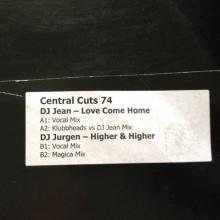 Central Cuts 74
DJ Jean – Love Come Home
A1: Vocal Mix
A2: Klubbheads vs DJ Jean Mix
DJ Jurgen – Higher & Higher
B1: Vocal Mix
B2: Magica Mix